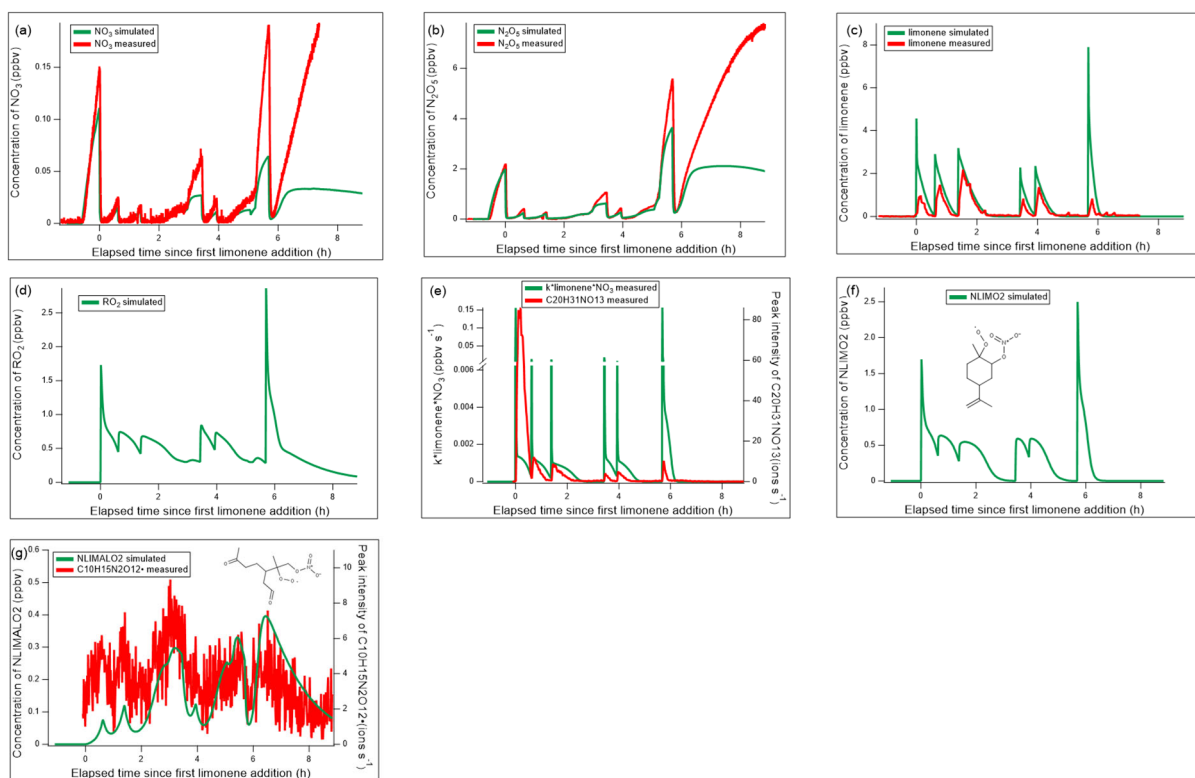 (a)
NO3 simulated
NO3 measured
Concentration of NO3 (ppbv)
0.15
0.10
0.05
0.00
0 2 4 6 8
Elapsed time since first limonene addition (h)
(b)
N2O5 simulated
N2O5 measured
Concentration of N2O5 (ppbv)
6
4
2
0
0 2 4 6 8
Elapsed time since first limonene addition (h)
(c)
limonene simulated
limonene measured
Concentration of limonene (ppbv)
8
6
4
2
0
0 2 4 6 8
Elapsed time since first limonene addition (h)
(d)
RO2 simulated
Concentration of RO2 (ppbv)
2.5
2.0
1.5
1.0
0.5
0.0
0 2 4 6 8
Elapsed time since first limonene addition (h)
(e)
k*limonene*NO3 measured
C20H31NO13 measured
k*limonene*NO3 (ppbv s-1)
0.15
0.10
0.05
0.006
0.004
0.002
0.000
Peak intensity of C20H31NO13(ions s-1)
80
60
40
20
0
0 2 4 6 8
Elapsed time since first limonene addition (h)
(f)
NLIMO2 simulated
Concentration of NLIMO2 (ppbv)
2.5
2.0
1.5
1.0
0.5
0.0
0 2 4 6 8
Elapsed time since first limonene addition (h)
(g)
NLIMALO2 simulated
C10H15N2O12• measured
Concentration of NLIMALO2 (ppbv)
0.6
0.5
0.4
0.3
0.2
0.1
0
Peak intensity of C10H15N2O12•(ions s-1)
10
8
6
4
2
0
0 2 4 6 8
Elapsed time since first limonene addition (h)